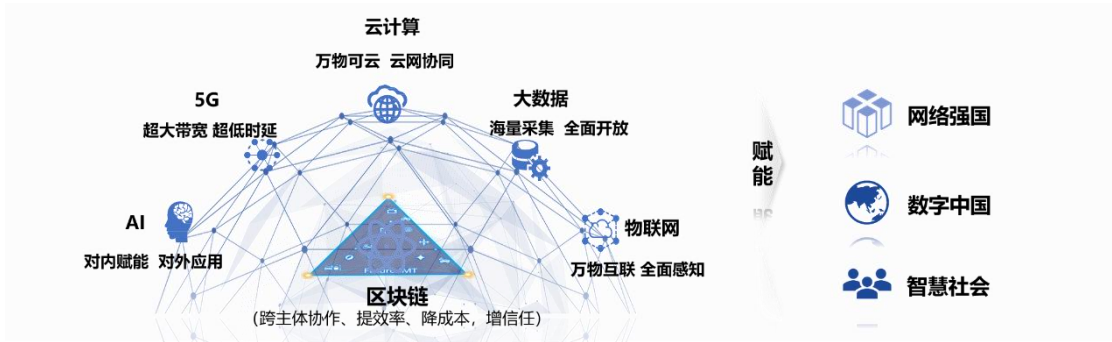 云计算
万物可云 云网协同
5G
超大带宽 超低时延
大数据
海量采集 全面开放
AI
对内赋能 对外应用
物联网
万物互联 全面感知
区块链
（跨主体协作、提效率、降成本，增信任）
赋能
网络强国
数字中国
智慧社会